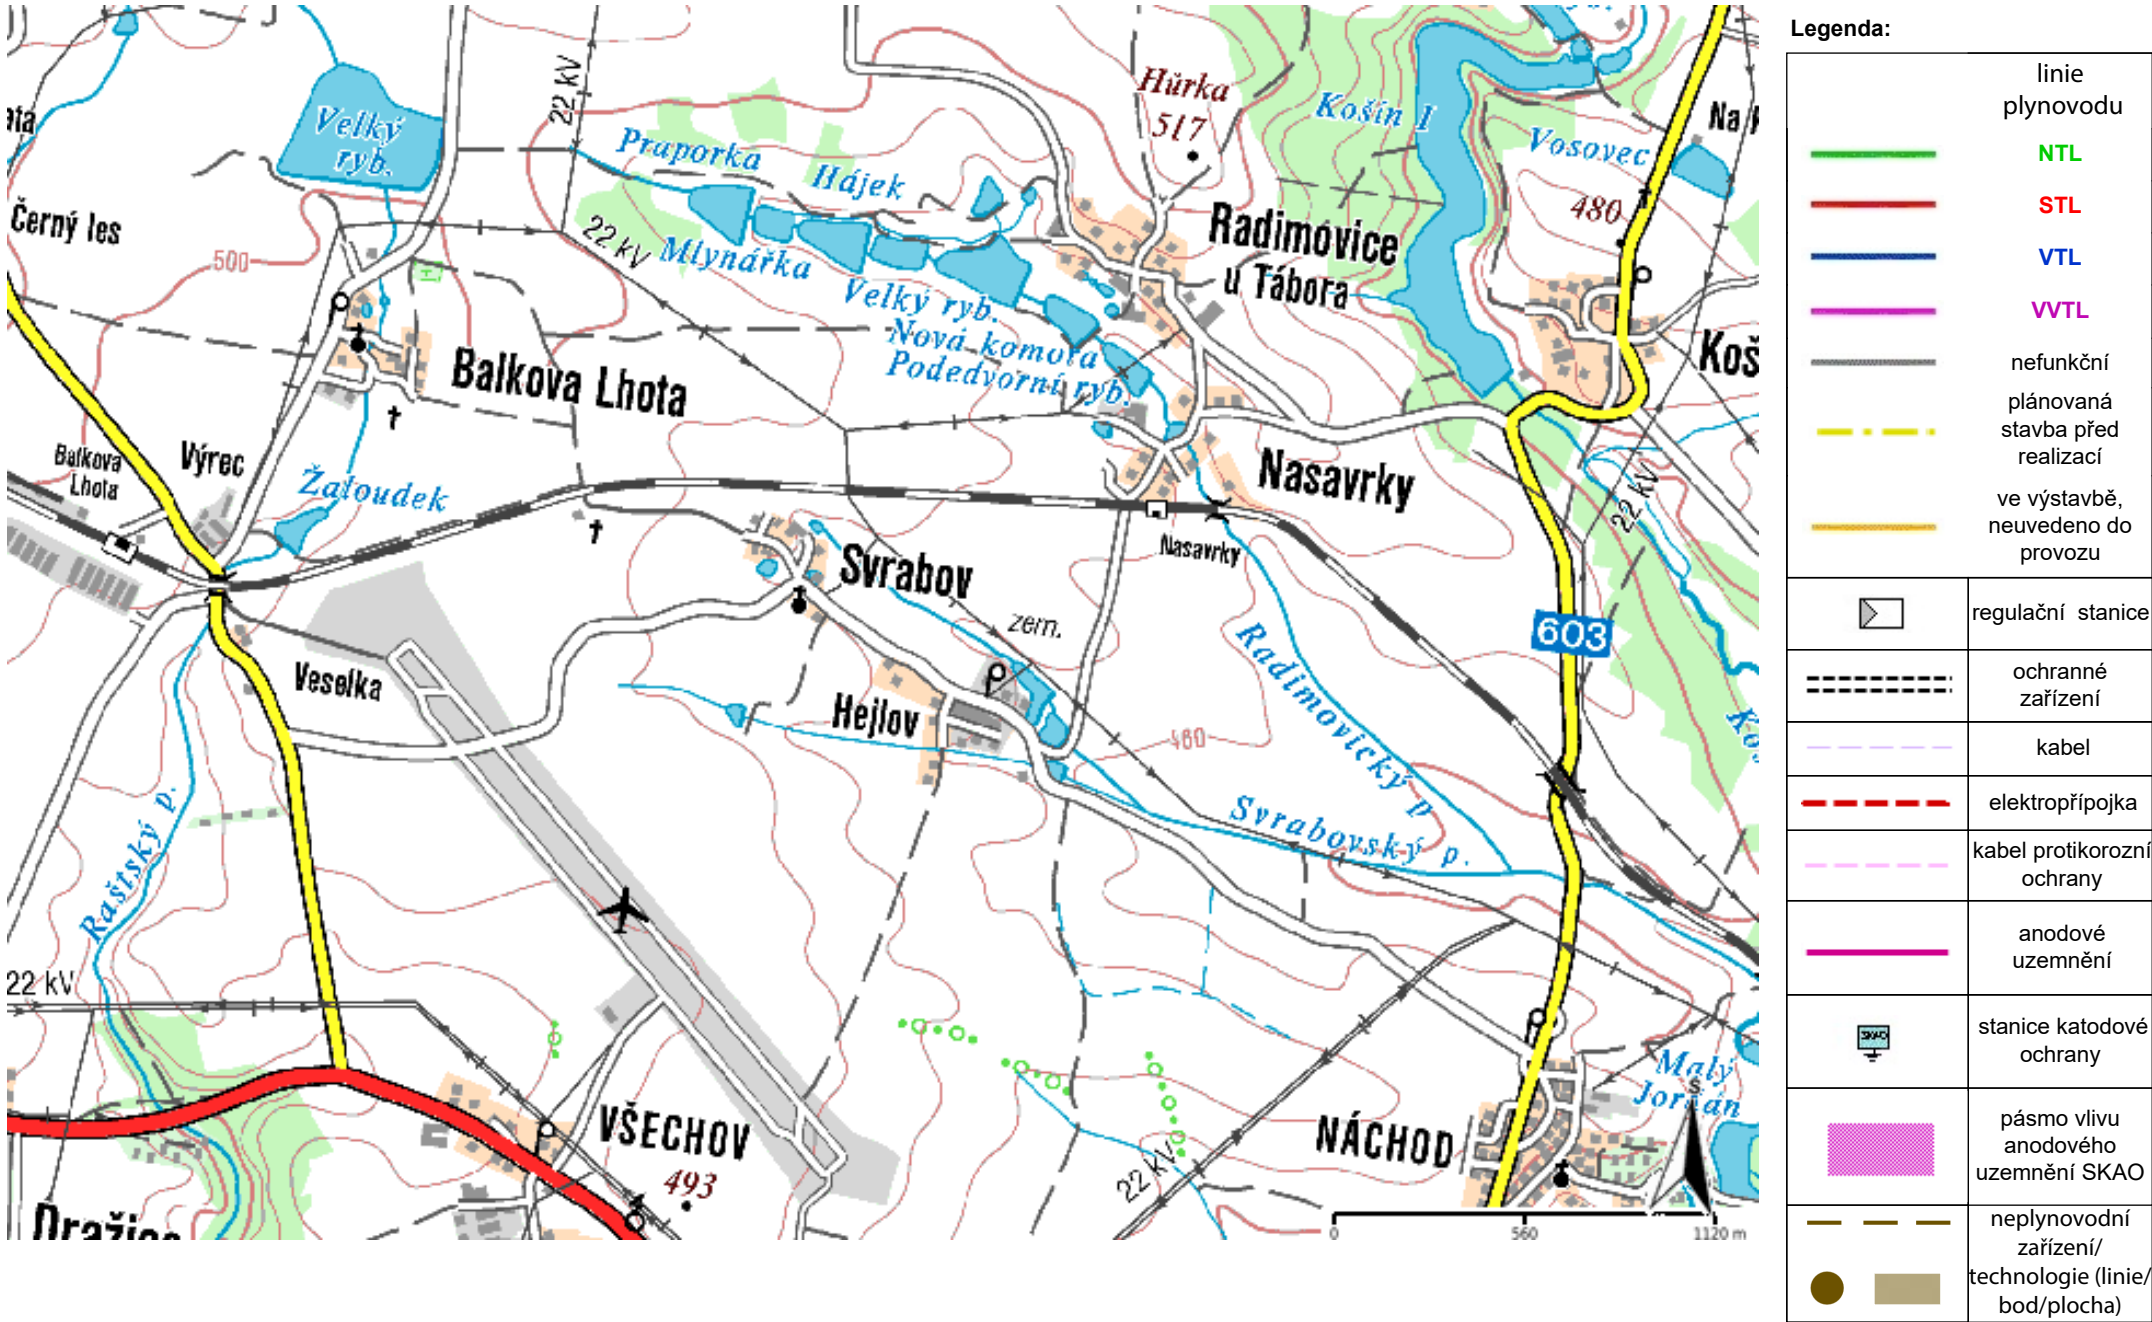 22 kV
Hůrka
517
Košín I
Velký
ryb.
Praporka
Vosovec
Na
Hájek
480
Černý les
Radimovice
u Tábora
500
22 kV
Mlynářka
Velký ryb.
Nová komora
Podedvorní ryb.
Koš
Balkova Lhota
Výrec
Balkova
Lhota
Žaloudek
Nasavrky
22 kV
Nasavrky
Svrabov
zem.
603
Radimovický p
Veselka
Hejlov
460
Svrabovský p.
Raštský p.
22 kV
Malý
Jordán
S
VŠECHOV
493
NÁCHOD
22 kV
Dražice
0 560 1120 m
Legenda:
linie
plynovodu
NTL
STL
VTL
VVTL
nefunkční
plánovaná
stavba před
realizací
ve výstavbě,
neuvedeno do
provozu
regulační stanice
ochranné
zařízení
kabel
elektropřípojka
kabel protikorozní
ochrany
anodové
uzemnění
SKAO
stanice katodové
ochrany
pásmo vlivu
anodového
uzemnění SKAO
neplynovodní
zařízení/
technologie (linie/
bod/plocha)